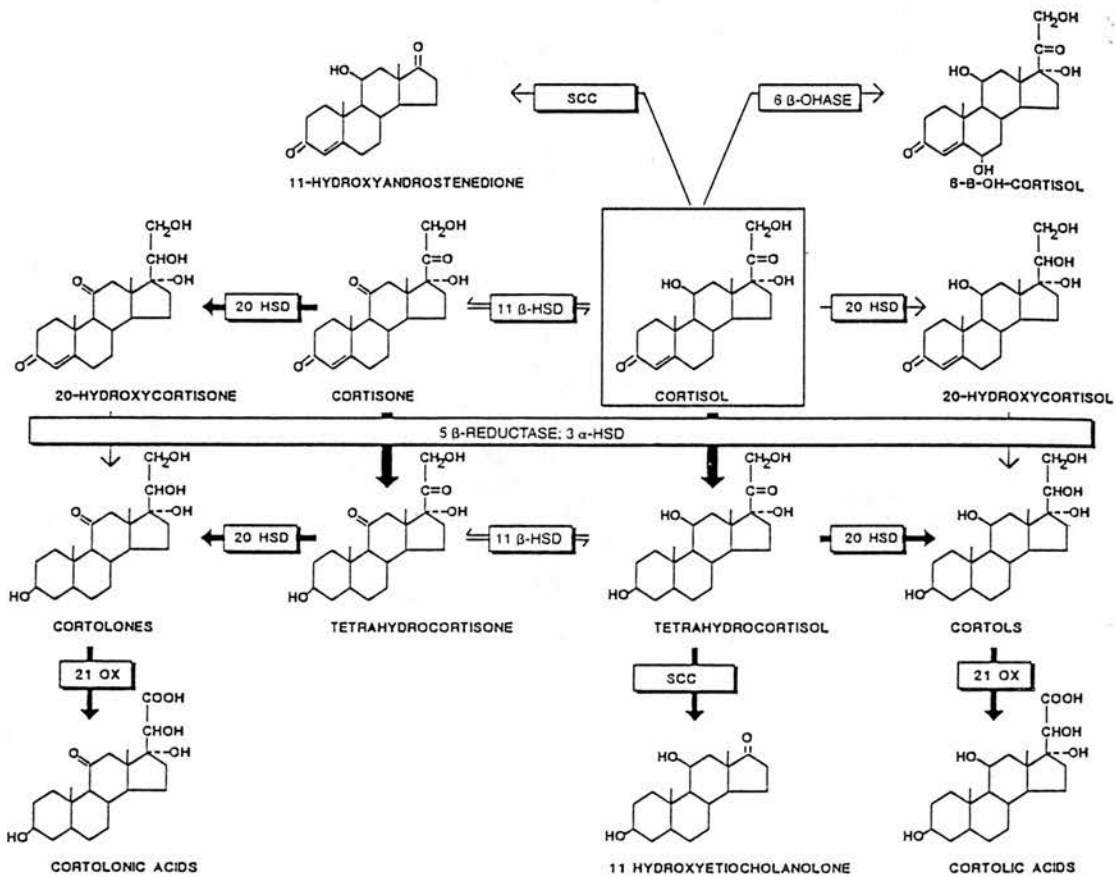 CH2OH
C=O
O
HO
OH
O
OH
SCC
6 β-OHASE
11-HYDROXYANDROSTENEDIONE
6-β-OH-CORTISOL
CH2OH
CHOH
OH
O
O
CH2OH
C=O
OH
O
O
CH2OH
C=O
HO
OH
O
CH2OH
CHOH
HO
OH
O
20 HSD
11 β-HSD
20 HSD
20-HYDROXYCORTISONE
CORTISONE
CORTISOL
20-HYDROXYCORTISOL
5 β-REDUCTASE; 3 α-HSD
CH2OH
CHOH
OH
O
HO
CH2OH
C=O
OH
O
HO
CH2OH
C=O
HO
OH
HO
CH2OH
CHOH
HO
OH
HO
20 HSD
11 β-HSD
20 HSD
CORTOLONES
TETRAHYDROCORTISONE
TETRAHYDROCORTISOL
CORTOLS
21 OX
SCC
21 OX
COOH
CHOH
OH
O
HO
O
HO
HO
COOH
CHOH
HO
OH
HO
CORTOLONIC ACIDS
11 HYDROXYETIOCHOLANOLONE
CORTOLIC ACIDS